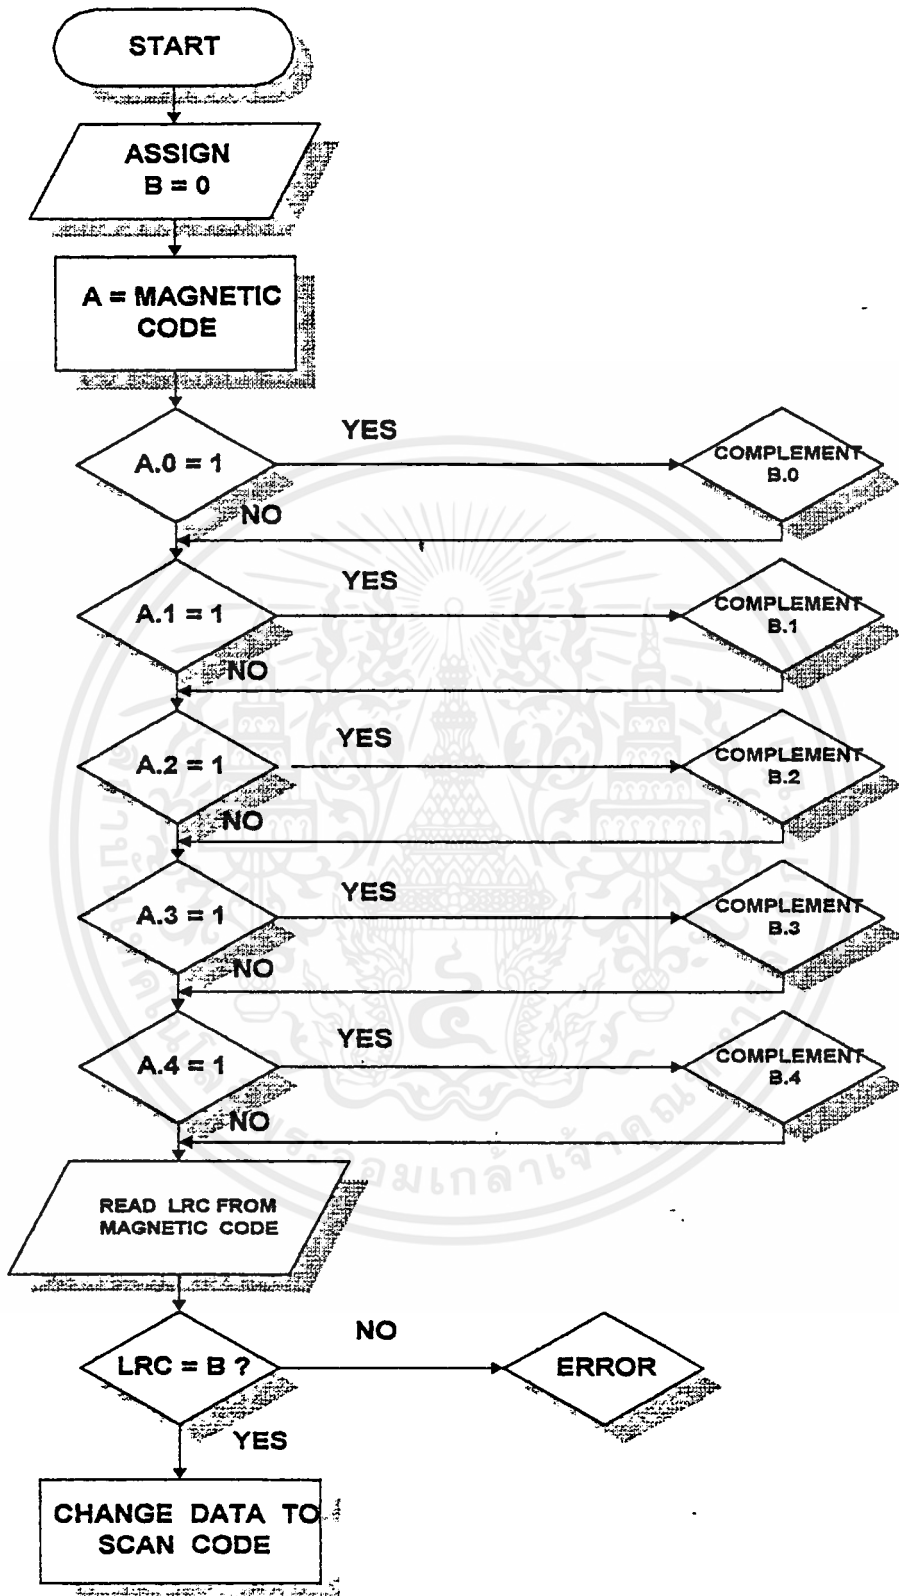 START
ASSIGN
B = 0
A = MAGNETIC
CODE
A.0 = 1
YES
COMPLEMENT
B.0
NO
A.1 = 1
YES
COMPLEMENT
B.1
NO
A.2 = 1
YES
COMPLEMENT
B.2
NO
A.3 = 1
YES
COMPLEMENT
B.3
NO
A.4 = 1
YES
COMPLEMENT
B.4
NO
READ LRC FROM
MAGNETIC CODE
LRC = B ?
NO
ERROR
YES
CHANGE DATA TO
SCAN CODE